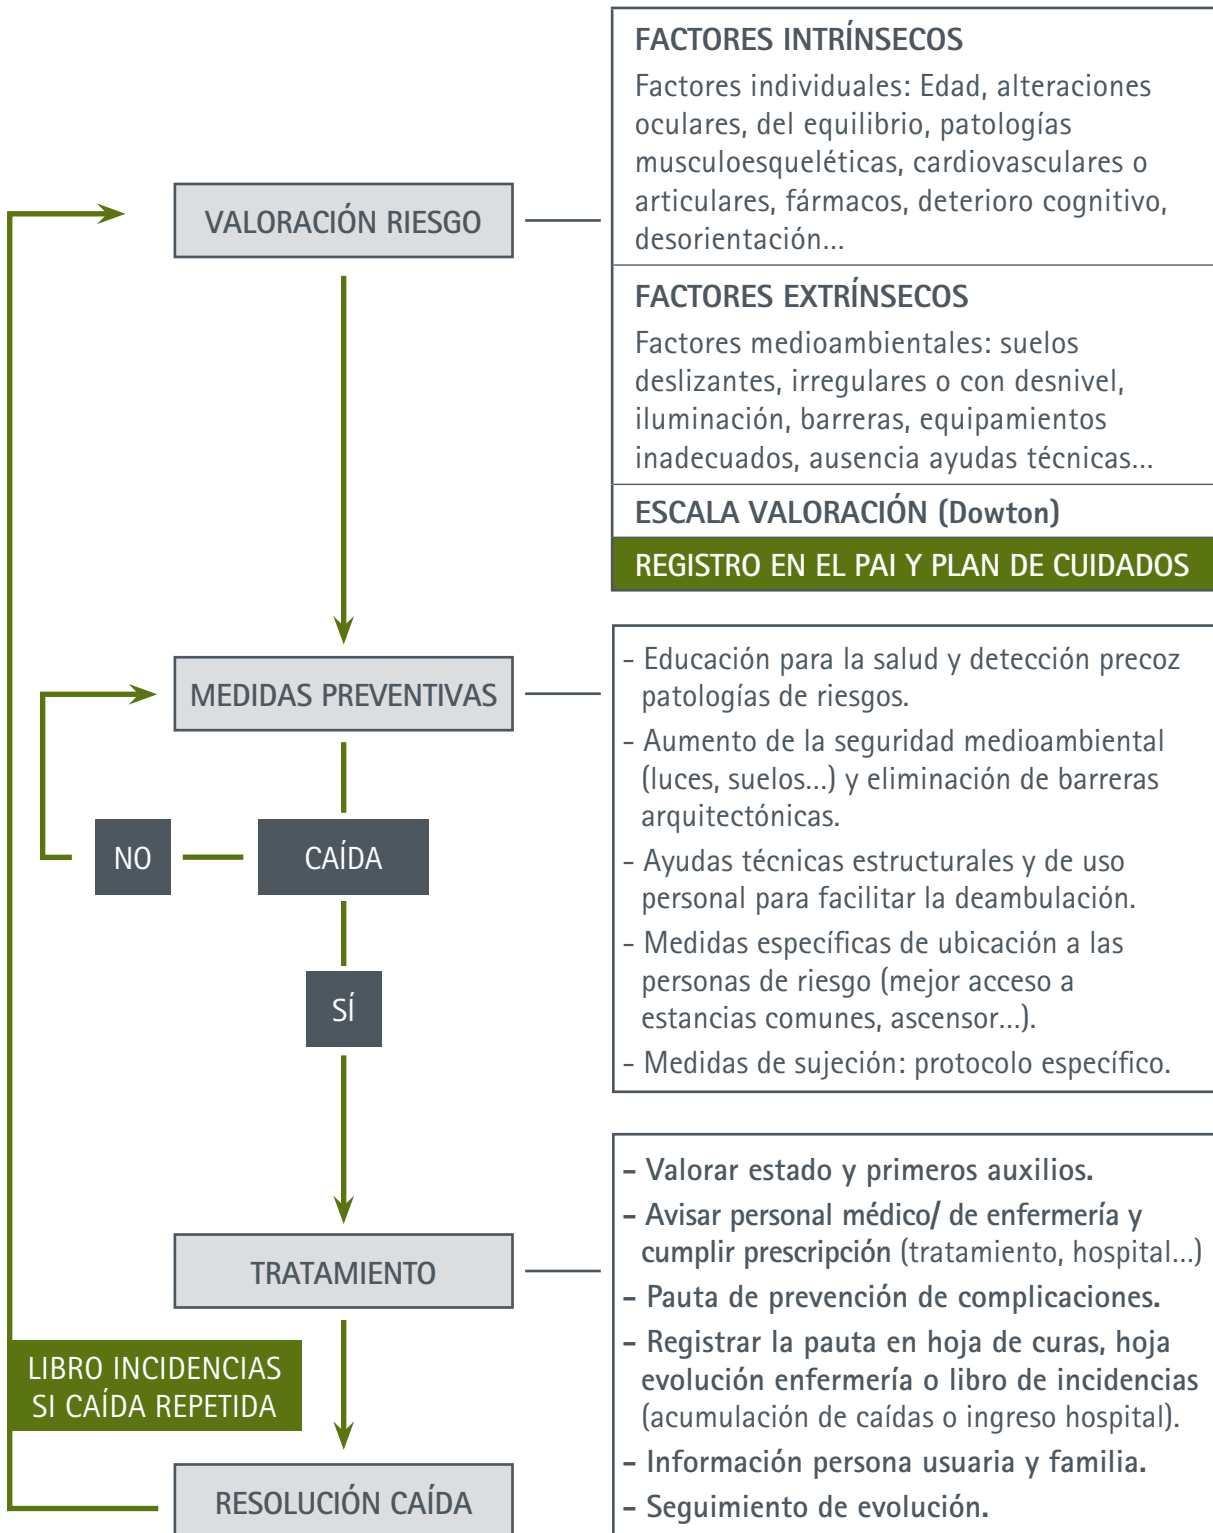 FACTORES INTRÍNSECOS
Factores individuales: Edad, alteraciones
oculares, del equilibrio, patologías
musculoesqueléticas, cardiovasculares o
articulares, fármacos, deterioro cognitivo,
desorientación...
VALORACIÓN RIESGO
FACTORES EXTRÍNSECOS
Factores medioambientales: suelos
deslizantes, irregulares o con desnivel,
iluminación, barreras, equipamientos
inadecuados, ausencia ayudas técnicas...
ESCALA VALORACIÓN (Dowton)
REGISTRO EN EL PAI Y PLAN DE CUIDADOS
MEDIDAS PREVENTIVAS
- Educación para la salud y detección precoz
patologías de riesgos.
- Aumento de la seguridad medioambiental
(luces, suelos...) y eliminación de barreras
arquitectónicas.
- Ayudas técnicas estructurales y de uso
personal para facilitar la deambulación.
- Medidas específicas de ubicación a las
personas de riesgo (mejor acceso a
estancias comunes, ascensor...).
- Medidas de sujeción: protocolo específico.
NO
CAÍDA
SÍ
TRATAMIENTO
- Valorar estado y primeros auxilios.
- Avisar personal médico/ de enfermería y
cumplir prescripción (tratamiento, hospital...)
- Pauta de prevención de complicaciones.
- Registrar la pauta en hoja de curas, hoja
evolución enfermería o libro de incidencias
(acumulación de caídas o ingreso hospital).
- Información persona usuaria y familia.
- Seguimiento de evolución.
LIBRO INCIDENCIAS
SI CAÍDA REPETIDA
RESOLUCIÓN CAÍDA